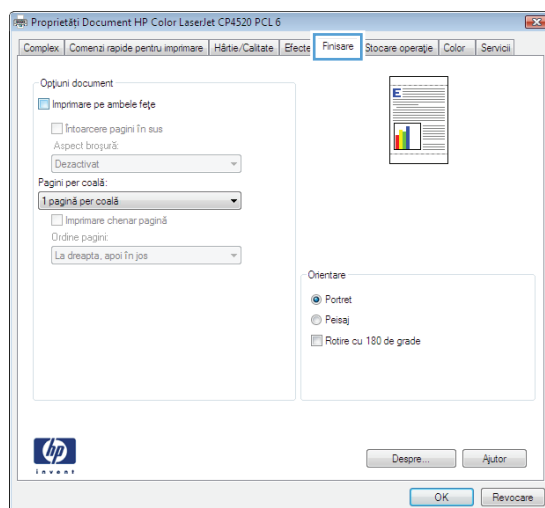 Proprietăți Document HP Color LaserJet CP4520 PCL 6
Complex Comenzi rapide pentru imprimare Hârtie/Calitate Efecte Finisare Stocare operaţie Color Servicii
Opţiuni document
Imprimare pe ambele feţe
Întoarcere pagini în sus
Aspect broşură:
Dezactivat
Pagini per coală:
1 pagină per coală
Imprimare chenar pagină
Ordine pagini:
La dreapta, apoi în jos
E
Orientare
Portret
Peisaj
Rotire cu 180 de grade
hp
invent
Despre... Ajutor
OK Revocare